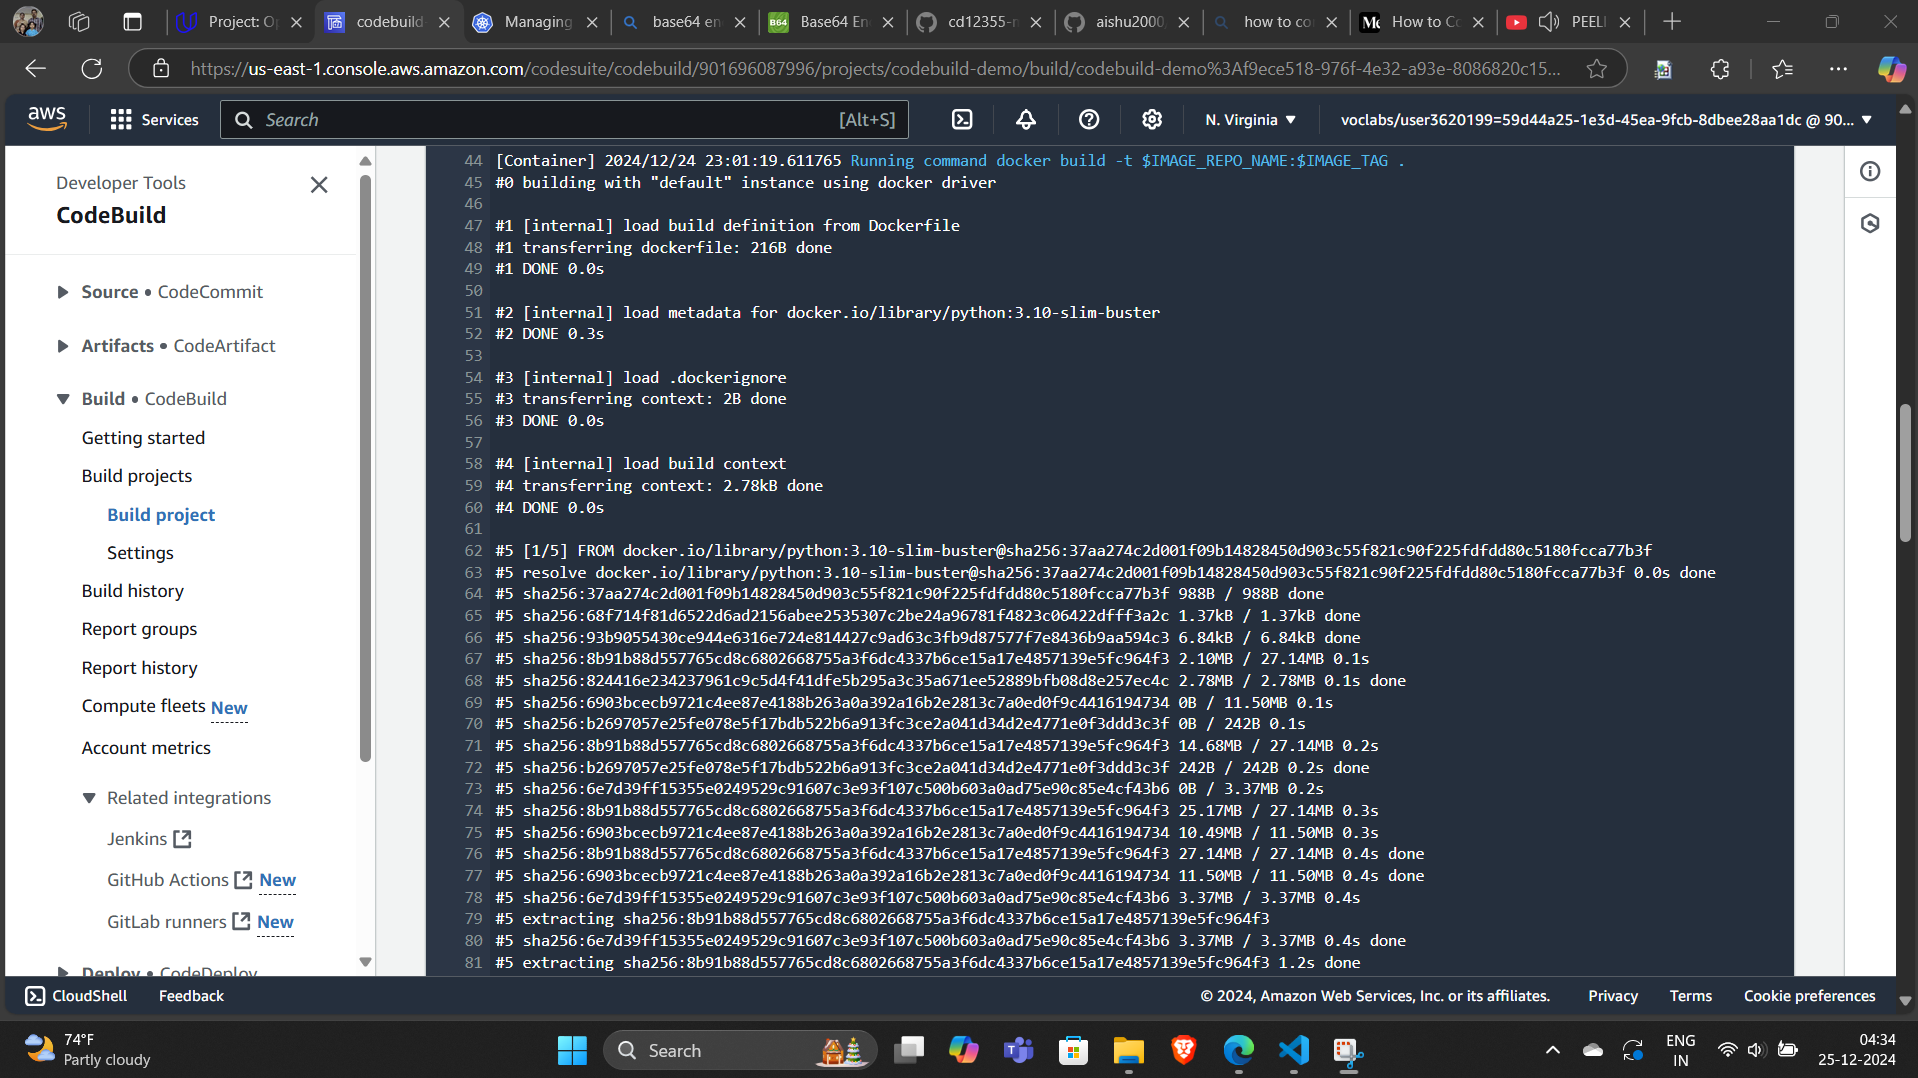 Project: Op
codebuild-
Managing
base64 en
Base64 En
cd12355-m
aishu2000
how to co
How to Co
PEELI
https://us-east-1.console.aws.amazon.com/codesuite/codebuild/901696087996/projects/codebuild-demo/build/codebuild-demo%3Af9ece518-976f-4e32-a93e-8086820c15...
aws
Services
Search
[Alt+S]
N. Virginia
voclabs/user3620199=59d44a25-1e3d-45ea-9fcb-8dbee28aa1dc @ 90...
Developer Tools
CodeBuild
Source • CodeCommit
Artifacts • CodeArtifact
Build • CodeBuild
Getting started
Build projects
Build project
Settings
Build history
Report groups
Report history
Compute fleets New
Account metrics
Related integrations
Jenkins
GitHub Actions New
GitLab runners New
Deploy • CodeDeploy
44 [Container] 2024/12/24 23:01:19.611765 Running command docker build -t $IMAGE_REPO_NAME:$IMAGE_TAG .
45 #0 building with "default" instance using docker driver
46
47 #1 [internal] load build definition from Dockerfile
48 #1 transferring dockerfile: 216B done
49 #1 DONE 0.0s
50
51 #2 [internal] load metadata for docker.io/library/python:3.10-slim-buster
52 #2 DONE 0.3s
53
54 #3 [internal] load .dockerignore
55 #3 transferring context: 2B done
56 #3 DONE 0.0s
57
58 #4 [internal] load build context
59 #4 transferring context: 2.78kB done
60 #4 DONE 0.0s
61
62 #5 [1/5] FROM docker.io/library/python:3.10-slim-buster@sha256:37aa274c2d001f09b14828450d903c55f821c90f225fdfdd80c5180fcca77b3f
63 #5 resolve docker.io/library/python:3.10-slim-buster@sha256:37aa274c2d001f09b14828450d903c55f821c90f225fdfdd80c5180fcca77b3f 0.0s done
64 #5 sha256:37aa274c2d001f09b14828450d903c55f821c90f225fdfdd80c5180fcca77b3f 988B / 988B done
65 #5 sha256:68f714f81d6522d6ad2156abee2535307c2be24a96781f4823c06422dfff3a2c 1.37kB / 1.37kB done
66 #5 sha256:93b9055430ce944e6316e724e814427c9ad63c3fb9d87577f7e8436b9aa594c3 6.84kB / 6.84kB done
67 #5 sha256:8b91b88d557765cd8c6802668755a3f6dc4337b6ce15a17e4857139e5fc964f3 2.10MB / 27.14MB 0.1s
68 #5 sha256:824416e234237961c9c5d4f41dfe5b295a3c35a671ee52889bfb08d8e257ec4c 2.78MB / 2.78MB 0.1s done
69 #5 sha256:6903bcecb9721c4ee87e4188b263a0a392a16b2e2813c7a0ed0f9c4416194734 0B / 11.50MB 0.1s
70 #5 sha256:b2697057e25fe078e5f17bdb522b6a913fc3ce2a041d34d2e4771e0f3ddd3c3f 0B / 242B 0.1s
71 #5 sha256:8b91b88d557765cd8c6802668755a3f6dc4337b6ce15a17e4857139e5fc964f3 14.68MB / 27.14MB 0.2s
72 #5 sha256:b2697057e25fe078e5f17bdb522b6a913fc3ce2a041d34d2e4771e0f3ddd3c3f 242B / 242B 0.2s done
73 #5 sha256:6e7d39ff15355e0249529c91607c3e93f107c500b603a0ad75e90c85e4cf43b6 0B / 3.37MB 0.2s
74 #5 sha256:8b91b88d557765cd8c6802668755a3f6dc4337b6ce15a17e4857139e5fc964f3 25.17MB / 27.14MB 0.3s
75 #5 sha256:6903bcecb9721c4ee87e4188b263a0a392a16b2e2813c7a0ed0f9c4416194734 10.49MB / 11.50MB 0.3s
76 #5 sha256:8b91b88d557765cd8c6802668755a3f6dc4337b6ce15a17e4857139e5fc964f3 27.14MB / 27.14MB 0.4s done
77 #5 sha256:6903bcecb9721c4ee87e4188b263a0a392a16b2e2813c7a0ed0f9c4416194734 11.50MB / 11.50MB 0.4s done
78 #5 sha256:6e7d39ff15355e0249529c91607c3e93f107c500b603a0ad75e90c85e4cf43b6 3.37MB / 3.37MB 0.4s
79 #5 extracting sha256:8b91b88d557765cd8c6802668755a3f6dc4337b6ce15a17e4857139e5fc964f3
80 #5 sha256:6e7d39ff15355e0249529c91607c3e93f107c500b603a0ad75e90c85e4cf43b6 3.37MB / 3.37MB 0.4s done
81 #5 extracting sha256:8b91b88d557765cd8c6802668755a3f6dc4337b6ce15a17e4857139e5fc964f3 1.2s done
CloudShell
Feedback
© 2024, Amazon Web Services, Inc. or its affiliates.
Privacy
Terms
Cookie preferences
74°F
Partly cloudy
Search
ENG
IN
04:34
25-12-2024